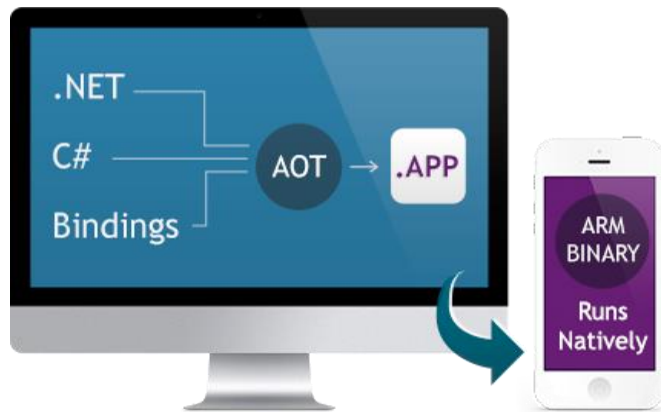 .NET
C#
Bindings
AOT
.APP
ARM
BINARY
Runs
Natively